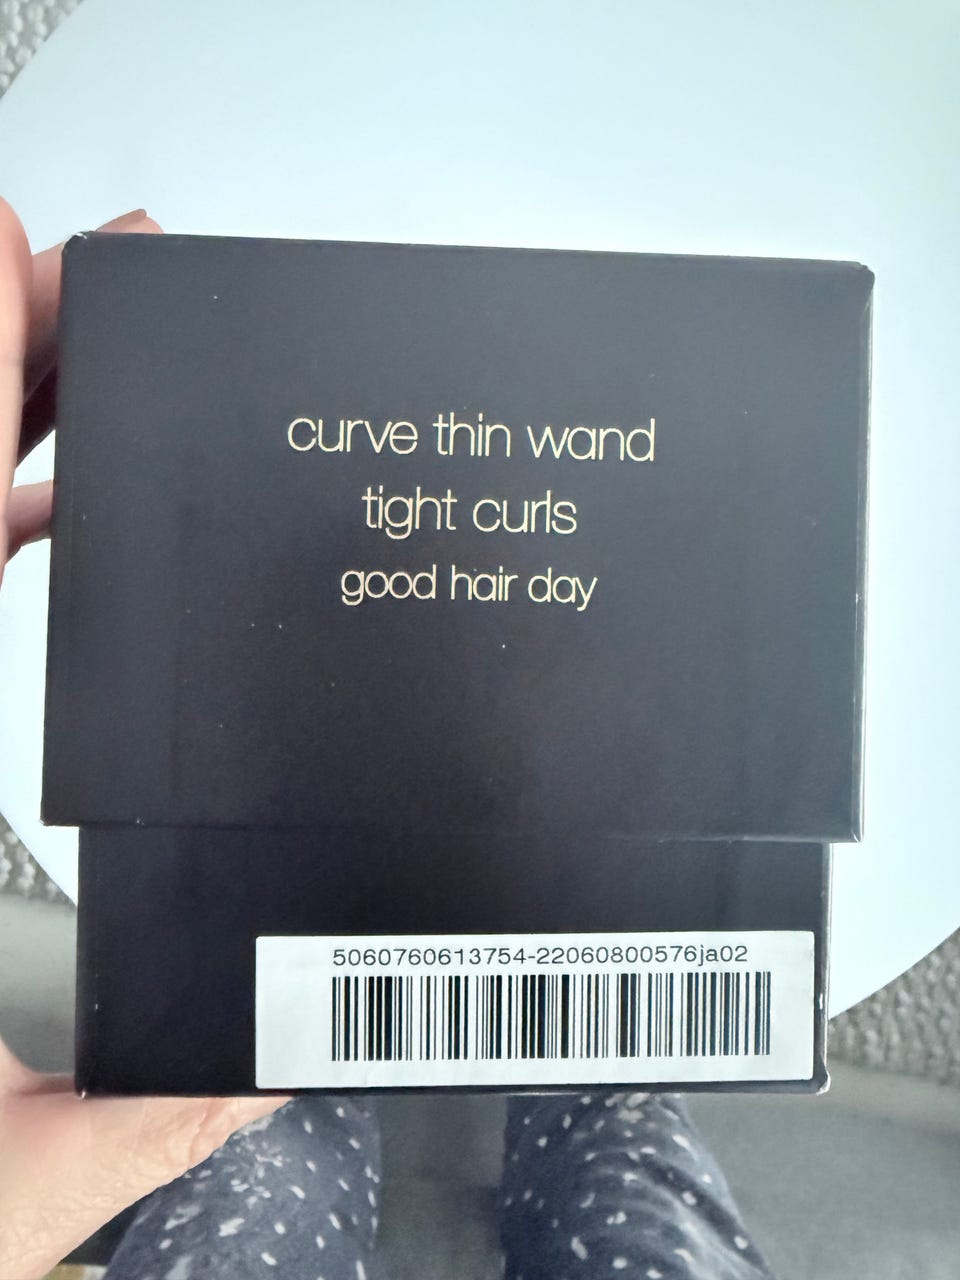 curve thin wand
tight curls
good hair day
5060760613754-22060800576ja02